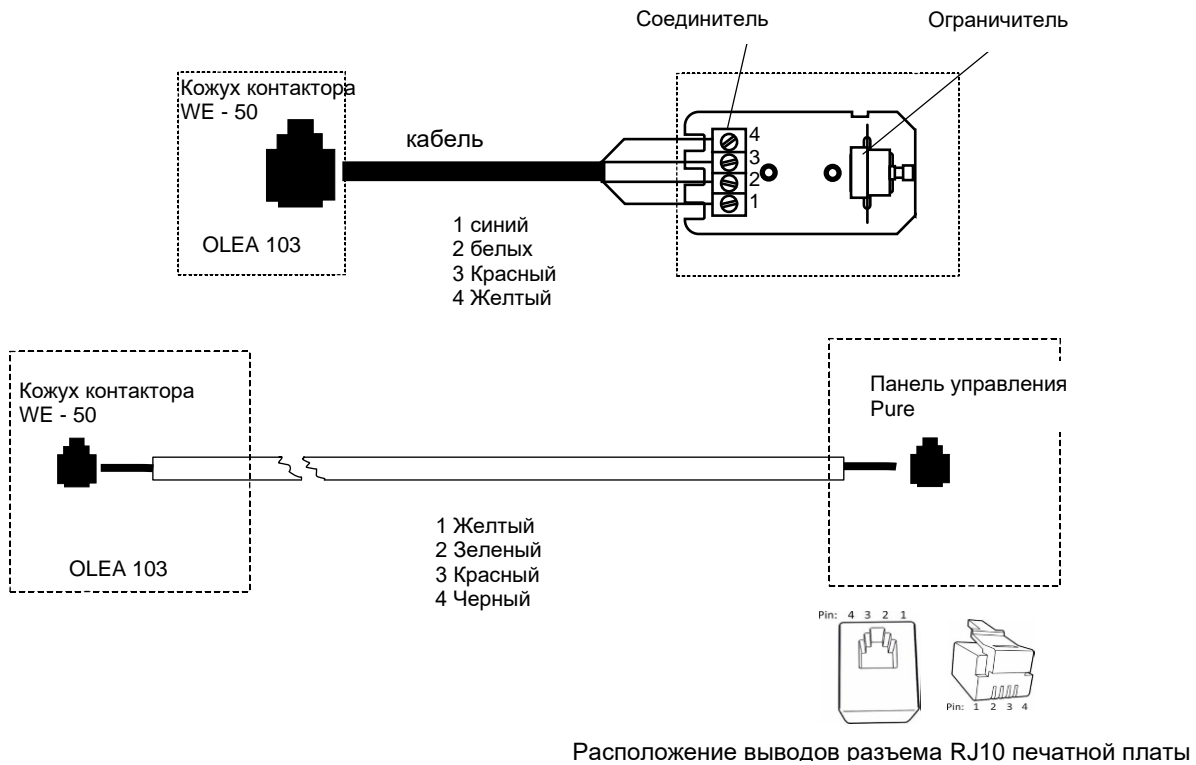 Соединитель
Ограничитель
Кожух контактора
WE - 50
кабель
OLEA 103
4
3
2
1
1 синий
2 белых
3 Красный
4 Желтый
Кожух контактора
WE - 50
Панель управления
Pure
OLEA 103
1 Желтый
2 Зеленый
3 Красный
4 Черный
Pin: 4 3 2 1
Pin: 1 2 3 4
Расположение выводов разъема RJ10 печатной платы